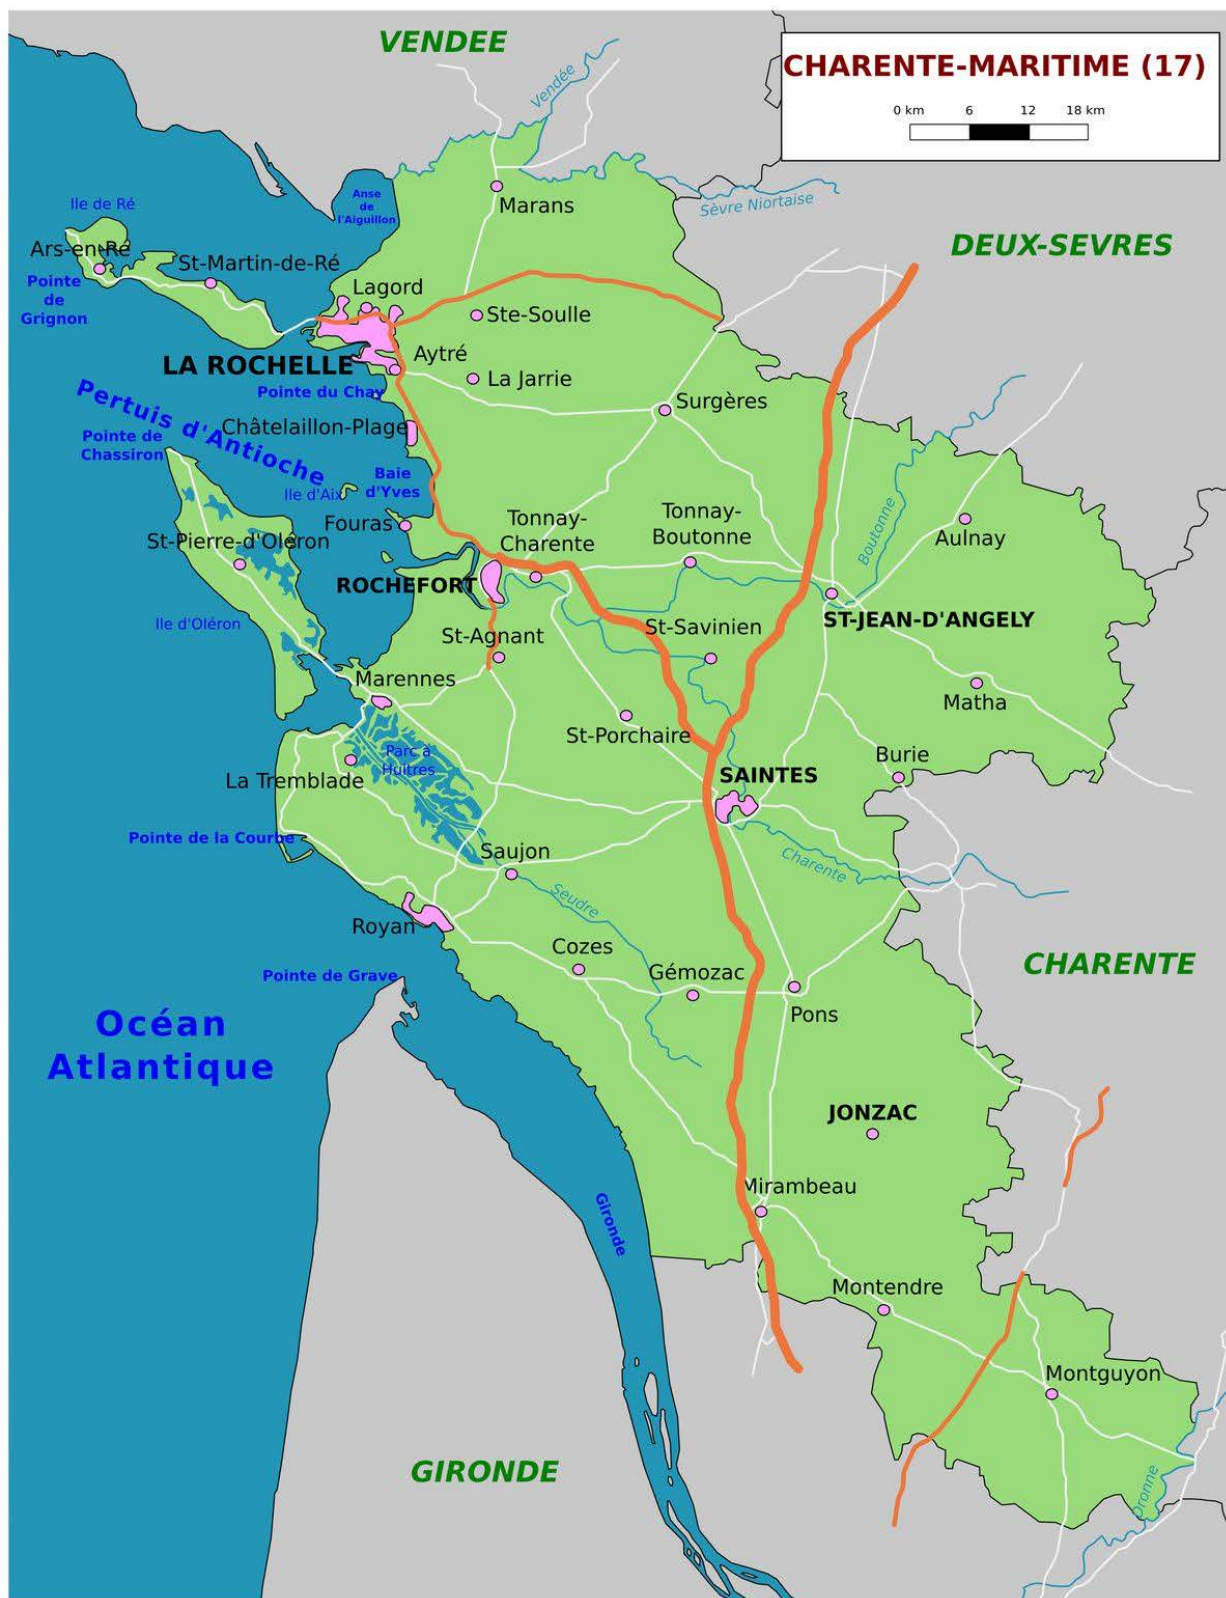 VENDEE
CHARENTE-MARITIME (17)
0 km 6 12 18 km
Vendée
Anse
de
l'Aiguillon
Marans
Sèvre Niortaise
Ile de Ré
DEUX-SEVRES
Ars-en-Ré
St-Martin-de-Ré
Pointe
de
Grignon
Lagord
Ste-Soulle
LA ROCHELLE
Aytré
La Jarrie
Pointe du Chay
Surgères
Pertuis d'Antioche
Châtelaillon-Plage
Pointe de
Chassiron
Baie
d'Yves
Ile d'Aix
Fouras
Tonnay-
Charente
Tonnay-
Boutonne
Boutonne
Aulnay
St-Pierre-d'Oléron
ROCHEFORT
Ile d'Oléron
St-Agnant
St-Savinien
ST-JEAN-D'ANGELY
Marennes
Matha
St-Porchaire
Parc à
Huitres
Burie
La Tremblade
SAINTES
Pointe de la Courbe
Saujon
Charente
Seudre
Royan
Cozes
Gémozac
CHARENTE
Pointe de Grave
Pons
Océan
Atlantique
JONZAC
Mirambeau
Gironde
Montendre
Montguyon
GIRONDE
Dronne